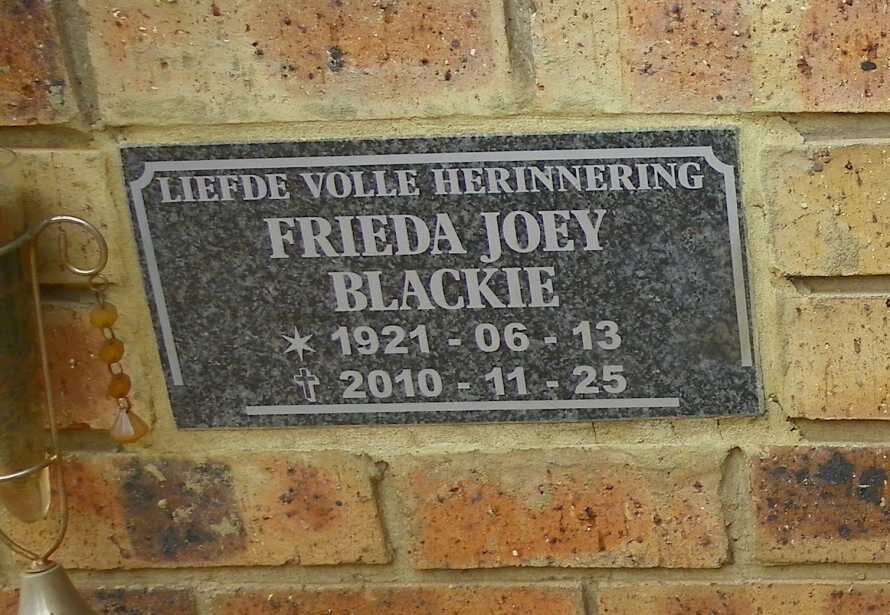 LIEFDE VOLLE HERINNERING
FRIEDA JOEY
BLACKIE
1921 - 06 - 13
2010 - 11 - 25